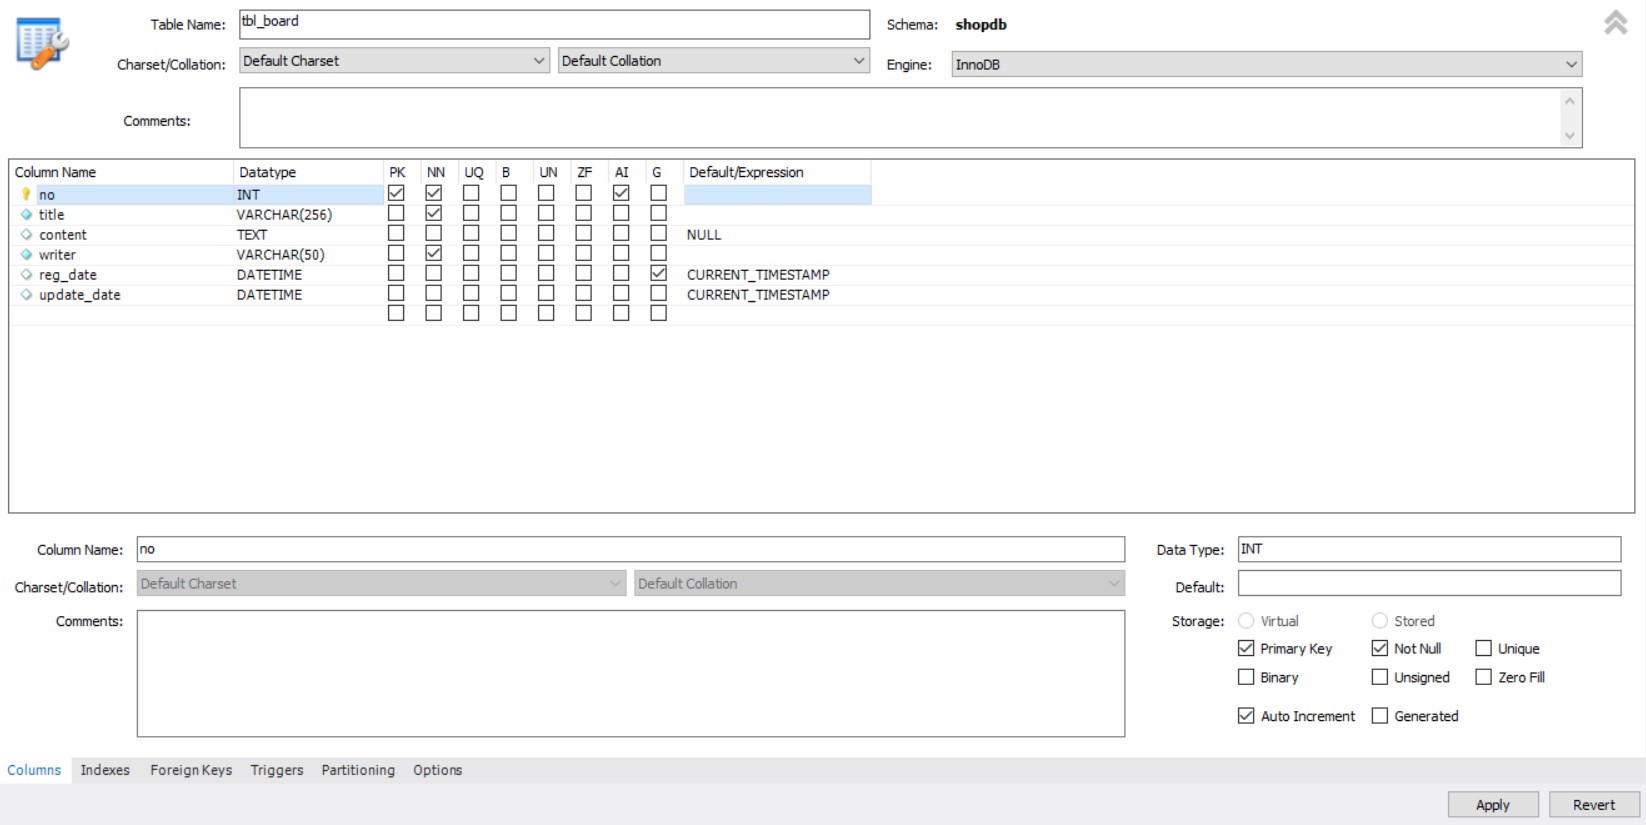 Table Name: tbl_board Schema: shopdb
Charset/Collation: Default Charset Default Collation Engine: InnoDB
Comments:
Column Name Datatype PK NN UQ B UN ZF AI G Default/Expression
no INT
title VARCHAR(256)
content TEXT NULL
writer VARCHAR(50)
reg_date DATETIME CURRENT_TIMESTAMP
update_date DATETIME CURRENT_TIMESTAMP
Column Name: no Data Type: INT
Charset/Collation: Default Charset Default Collation Default:
Comments: Storage: Virtual Stored
Primary Key Not Null Unique
Binary Unsigned Zero Fill
Auto Increment Generated
Columns Indexes Foreign Keys Triggers Partitioning Options
Apply Revert